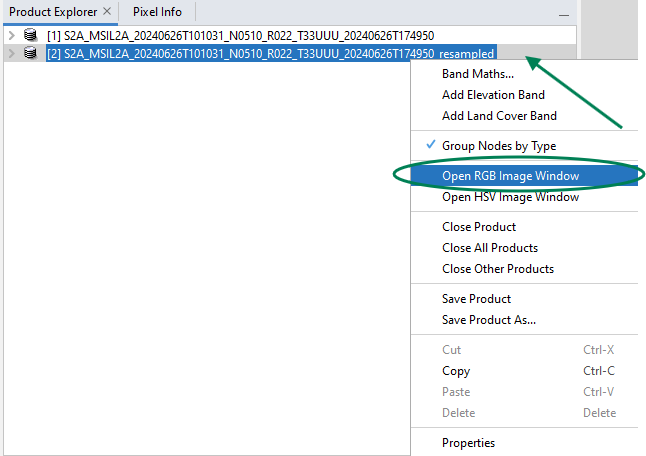 Product Explorer Pixel Info
[1] S2A_MSIL2A_20240626T101031_N0510_R022_T33UUU_20240626T174950
[2] S2A_MSIL2A_20240626T101031_N0510_R022_T33UUU_20240626T174950_resampled
Band Maths...
Add Elevation Band
Add Land Cover Band
Group Nodes by Type
Open RGB Image Window
Open HSV Image Window
Close Product
Close All Products
Close Other Products
Save Product
Save Product As...
Cut Ctrl-X
Copy Ctrl-C
Paste Ctrl-V
Delete Delete
Properties